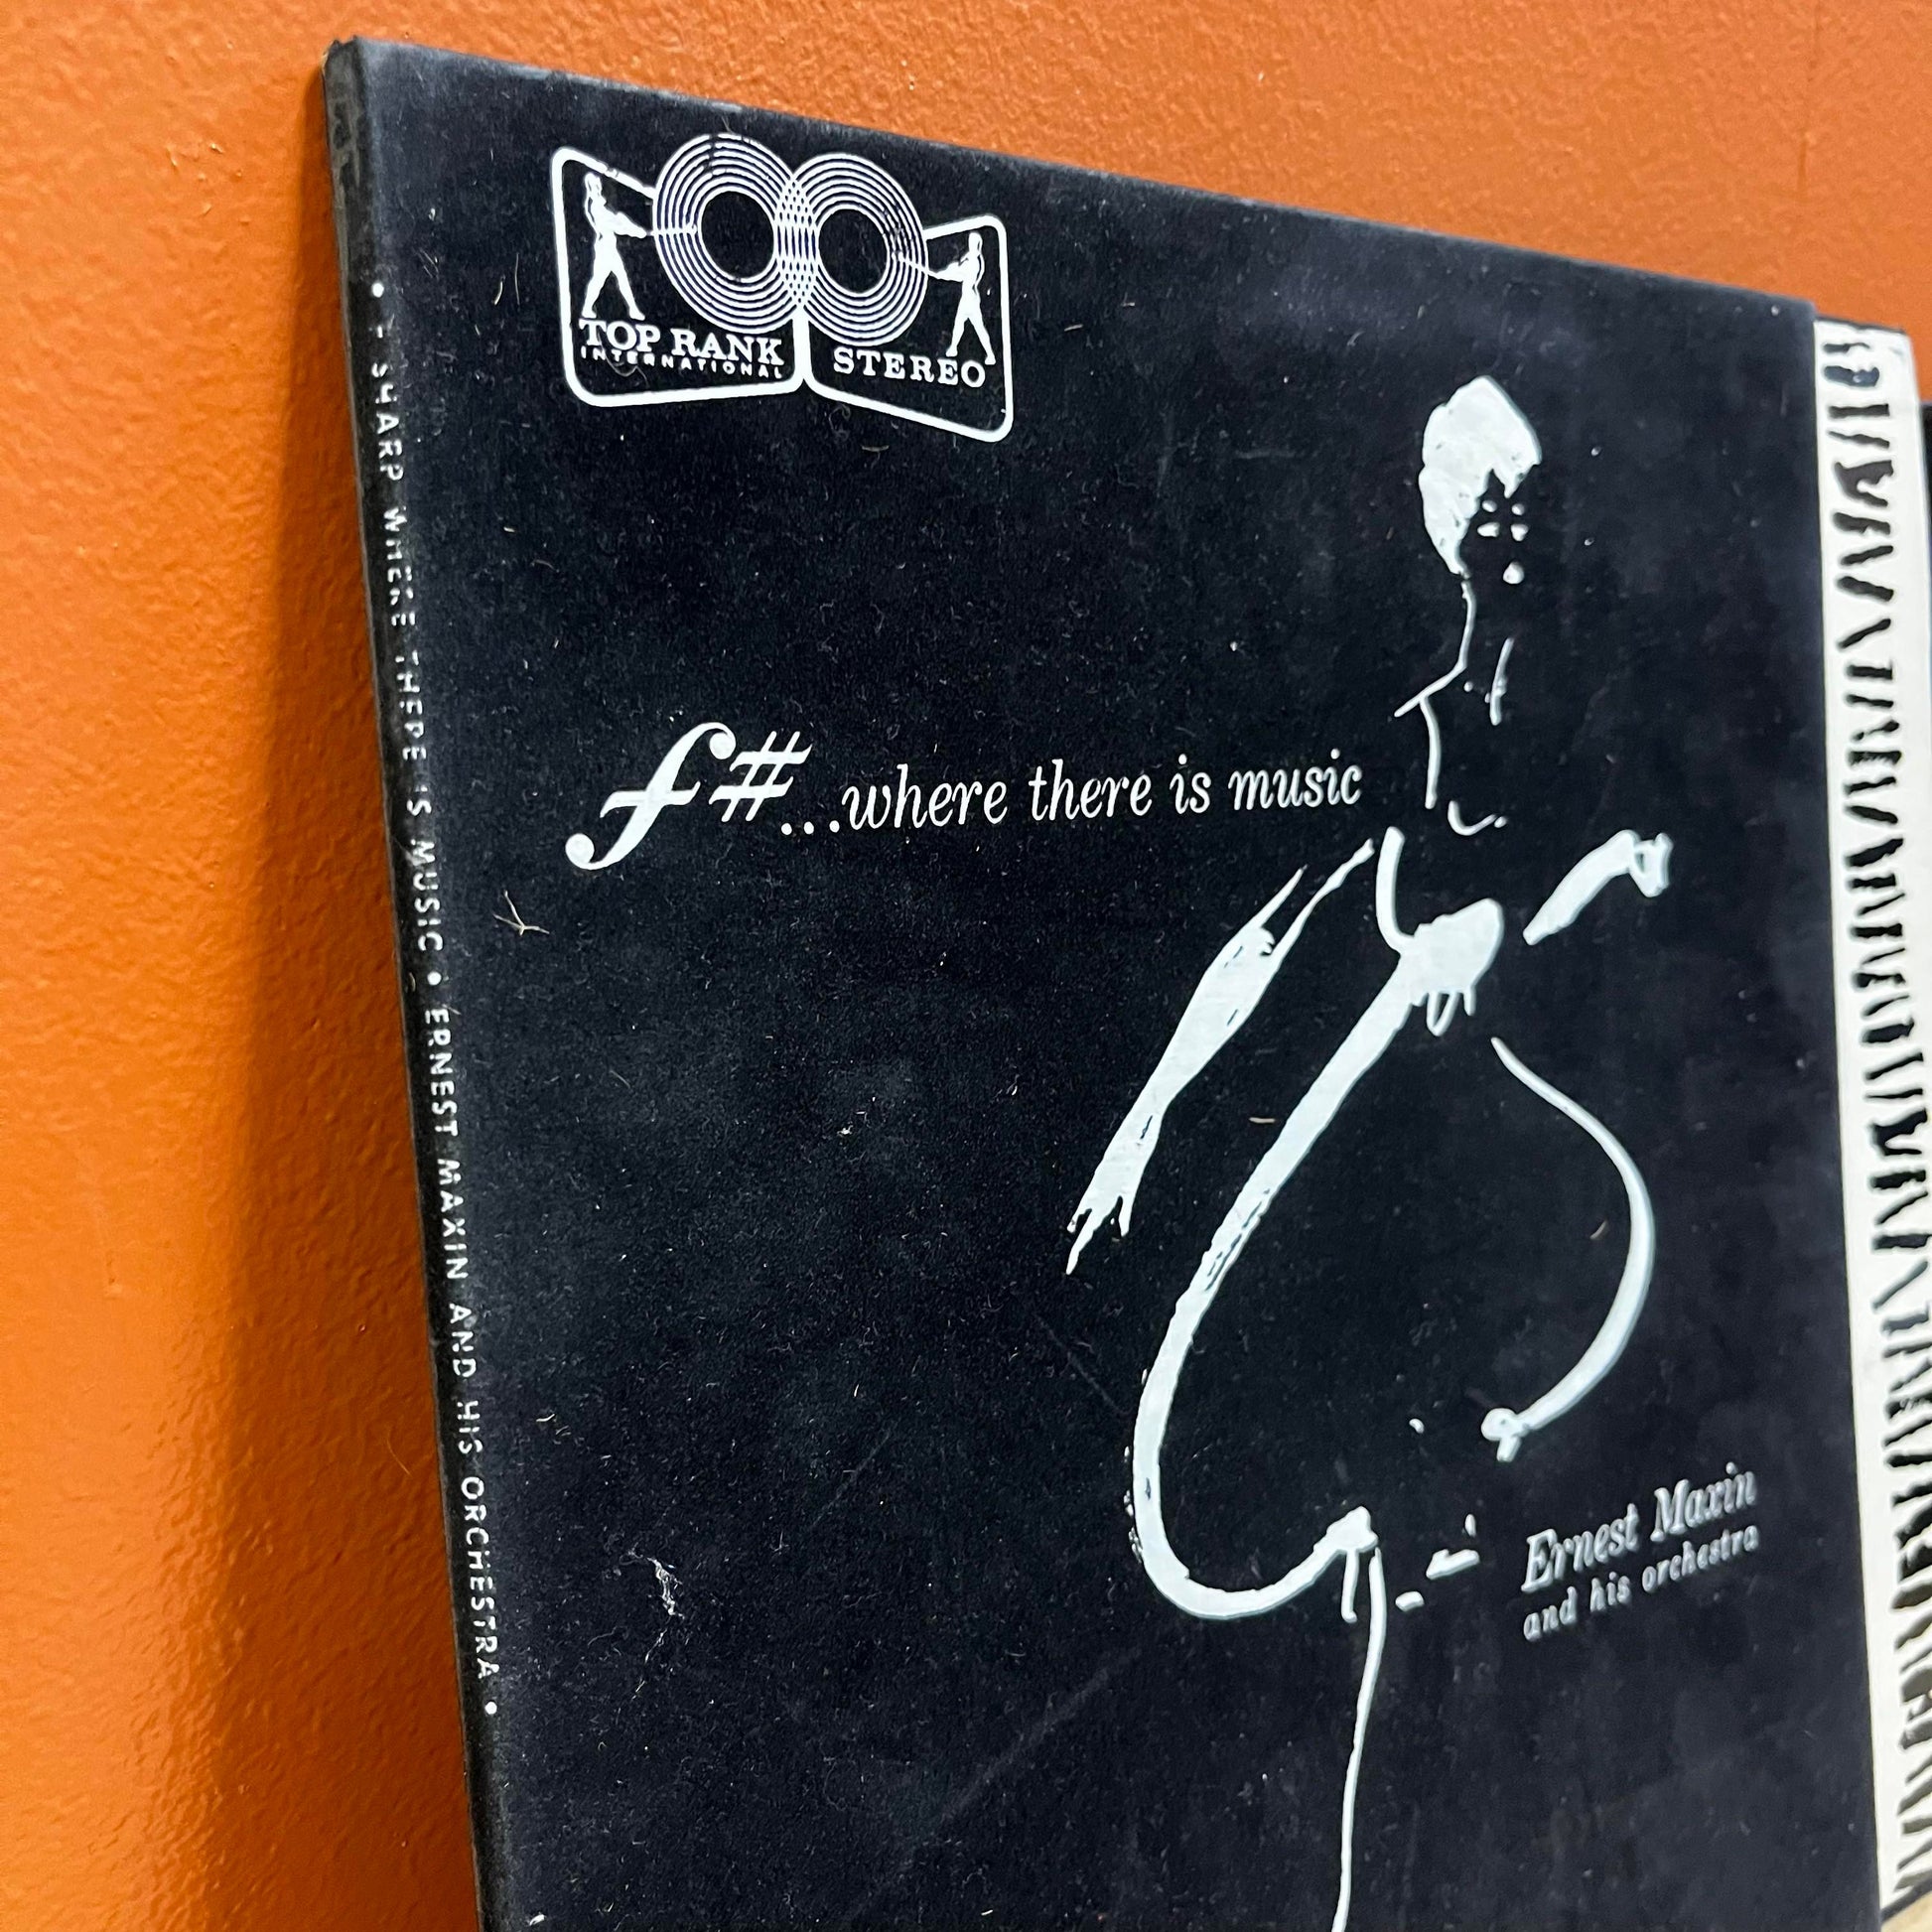 TOP RANK
INTERNATIONAL
STEREO
f#...where there is music
Ernest Maxin
and his orchestra
• F SHARP WHERE THERE IS MUSIC • ERNEST MAXIN AND HIS ORCHESTRA •